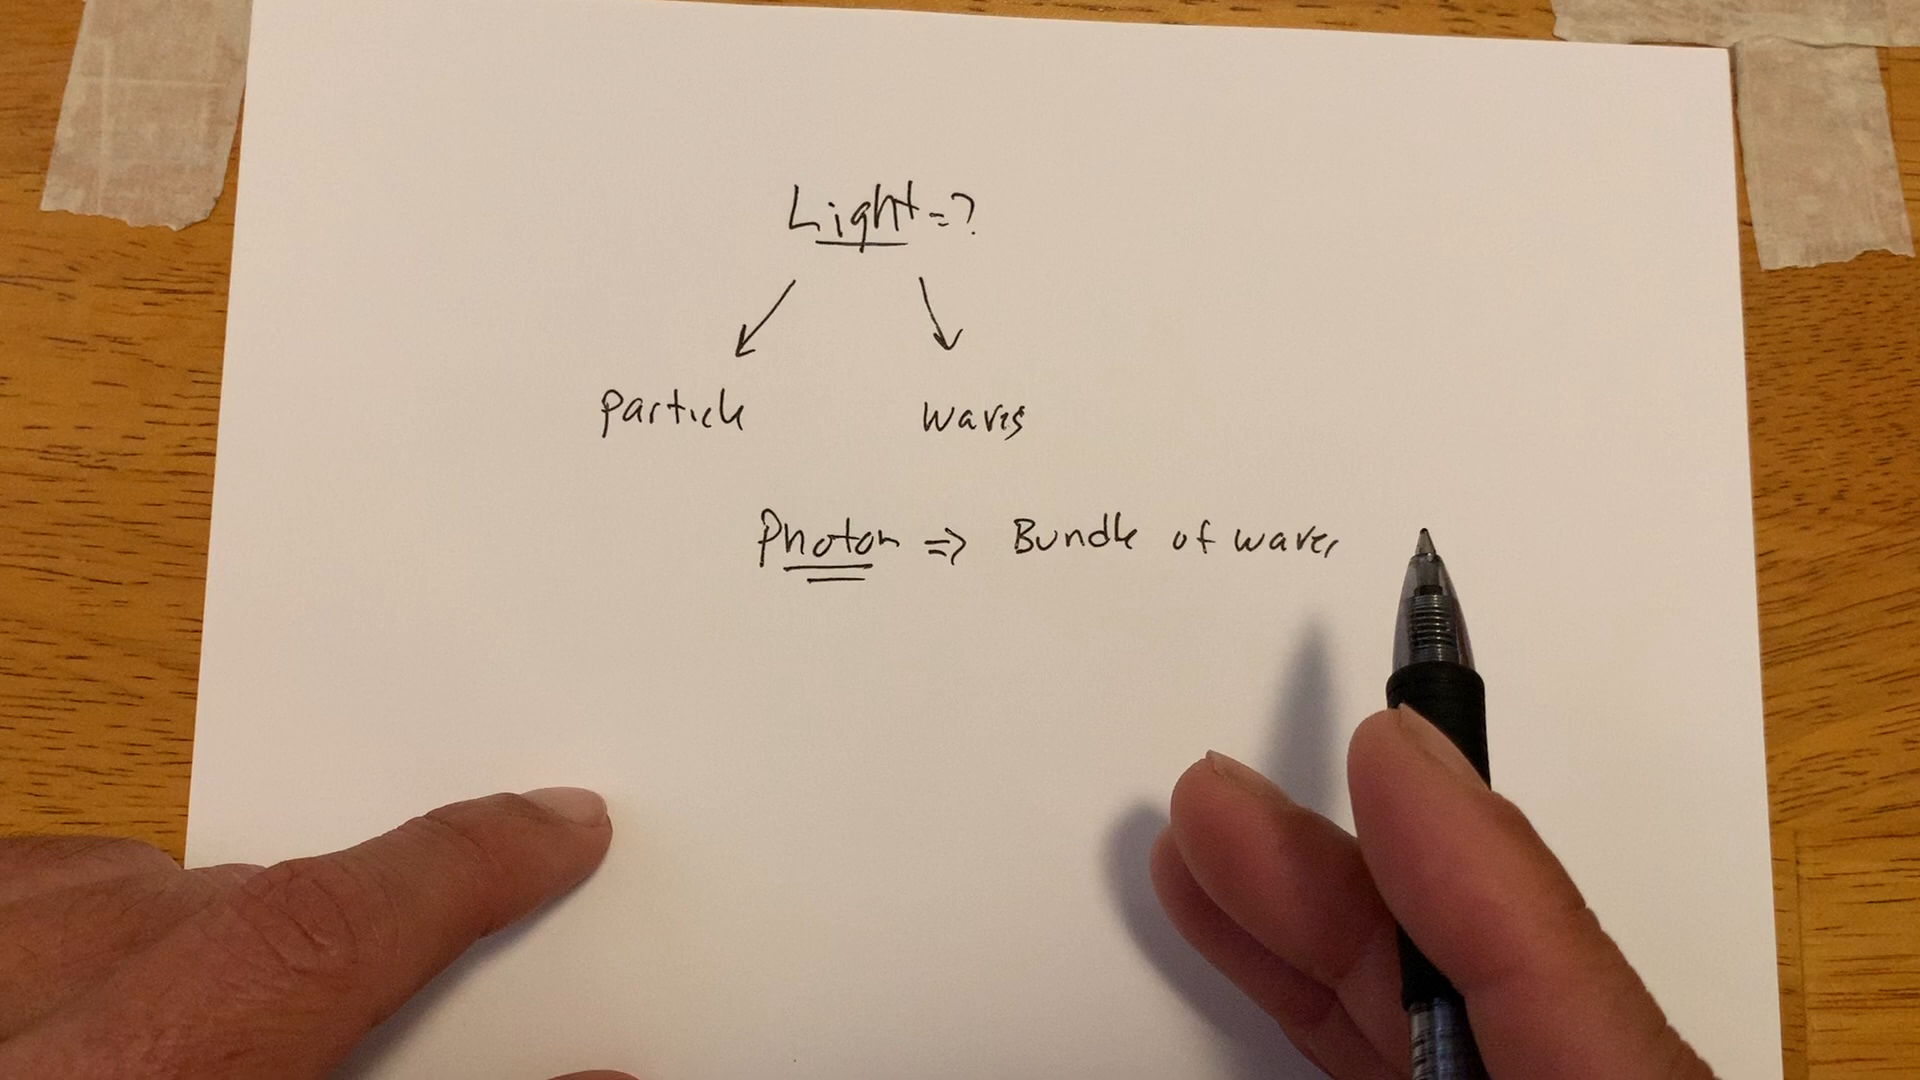 Light = ?
particle waves
Photon => Bundle of waves